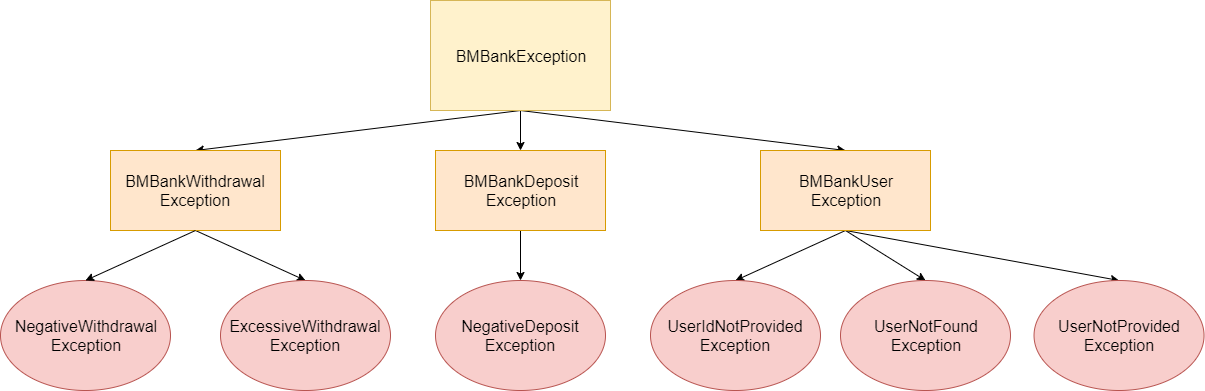 BMBankException
BMBankWithdrawal
Exception
BMBankDeposit
Exception
BMBankUser
Exception
NegativeWithdrawal
Exception
ExcessiveWithdrawal
Exception
NegativeDeposit
Exception
UserIdNotProvided
Exception
UserNotFound
Exception
UserNotProvided
Exception